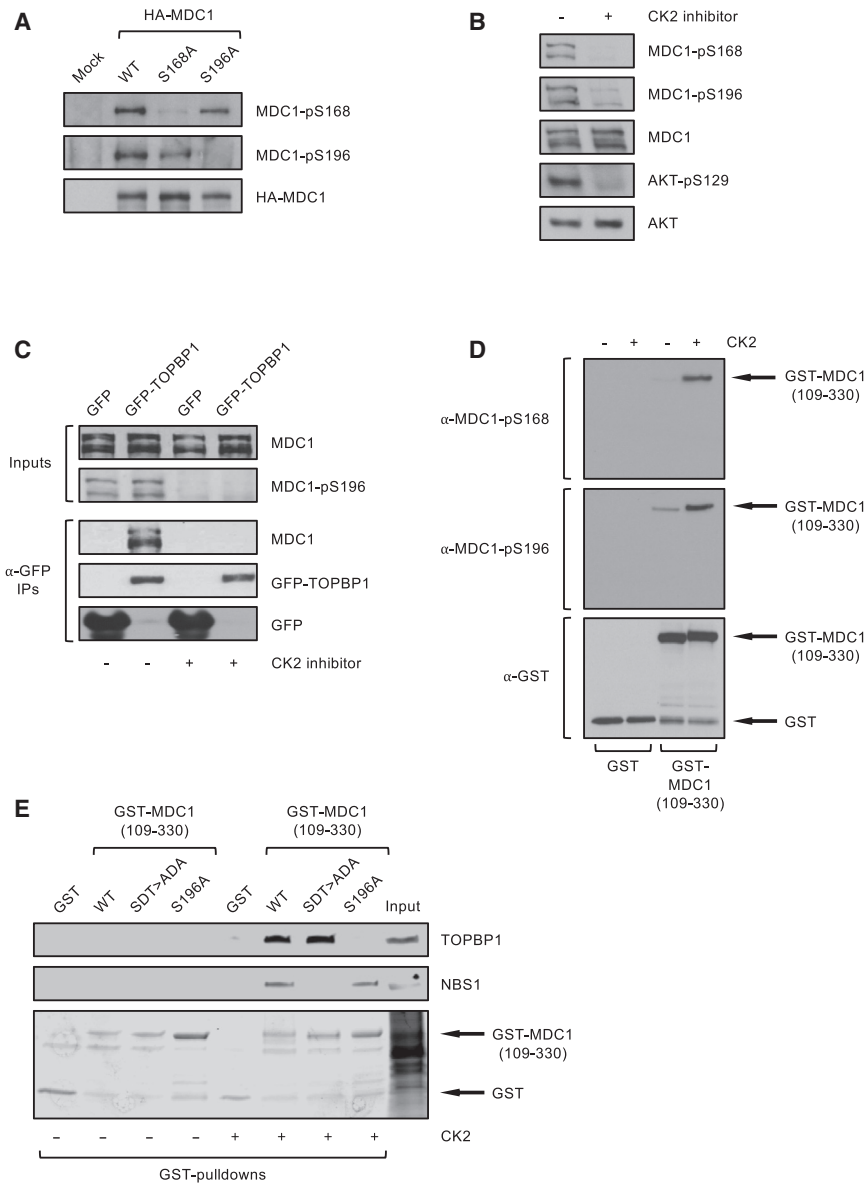 A
HA-MDC1
Mock
WT
S168A
S196A
MDC1-pS168
MDC1-pS196
HA-MDC1
B
- + CK2 inhibitor
MDC1-pS168
MDC1-pS196
MDC1
AKT-pS129
AKT
C
GFP
GFP-TOPBP1
GFP
GFP-TOPBP1
Inputs
MDC1
MDC1-pS196
α-GFP
IPs
MDC1
GFP-TOPBP1
GFP
- - + + CK2 inhibitor
D
- + - + CK2
α-MDC1-pS168
GST-MDC1
(109-330)
α-MDC1-pS196
GST-MDC1
(109-330)
α-GST
GST-MDC1
(109-330)
GST
GST
GST-
MDC1
(109-330)
E
GST-MDC1
(109-330)
GST-MDC1
(109-330)
GST
WT
SDT>ADA
S196A
GST
WT
SDT>ADA
S196A
Input
TOPBP1
NBS1
GST-MDC1
(109-330)
GST
- - - - + + + + CK2
GST-pulldowns